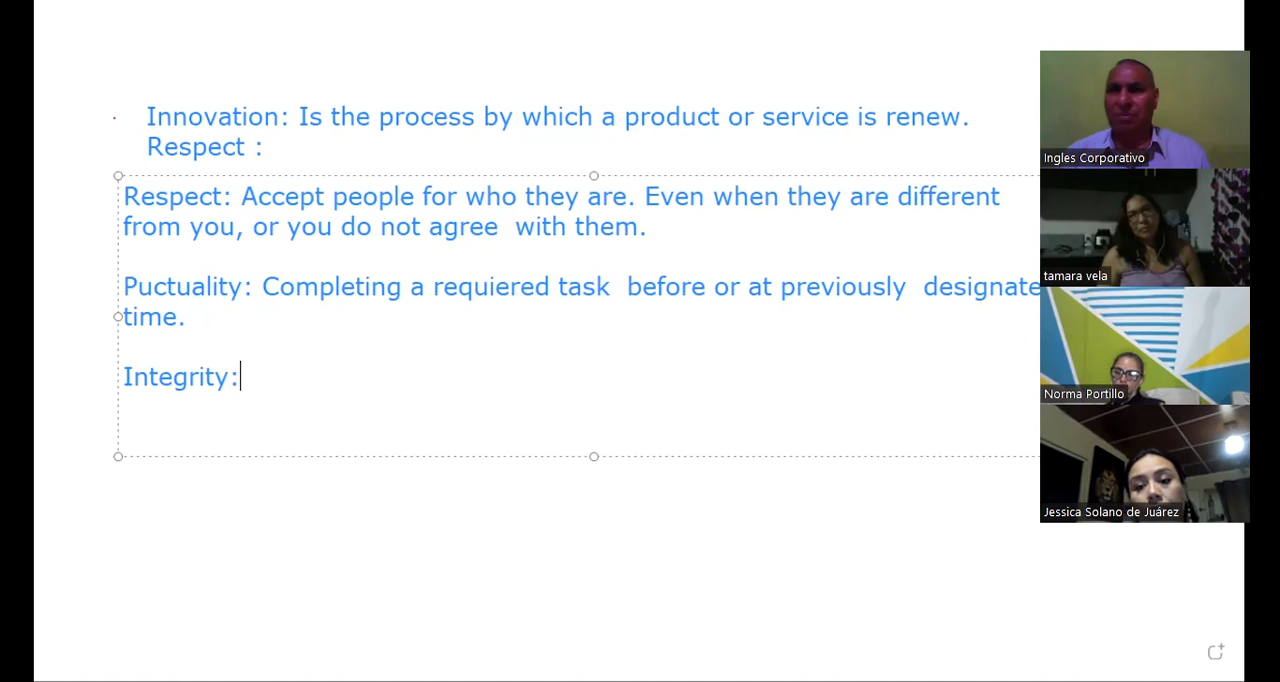 Innovation: Is the process by which a product or service is renew.
Respect :
Respect: Accept people for who they are. Even when they are different
from you, or you do not agree  with them.
Puctuality: Completing a requiered task  before or at previously  designate
time.
Integrity:
Ingles Corporativo
tamara vela
Norma Portillo
Jessica Solano de Juárez